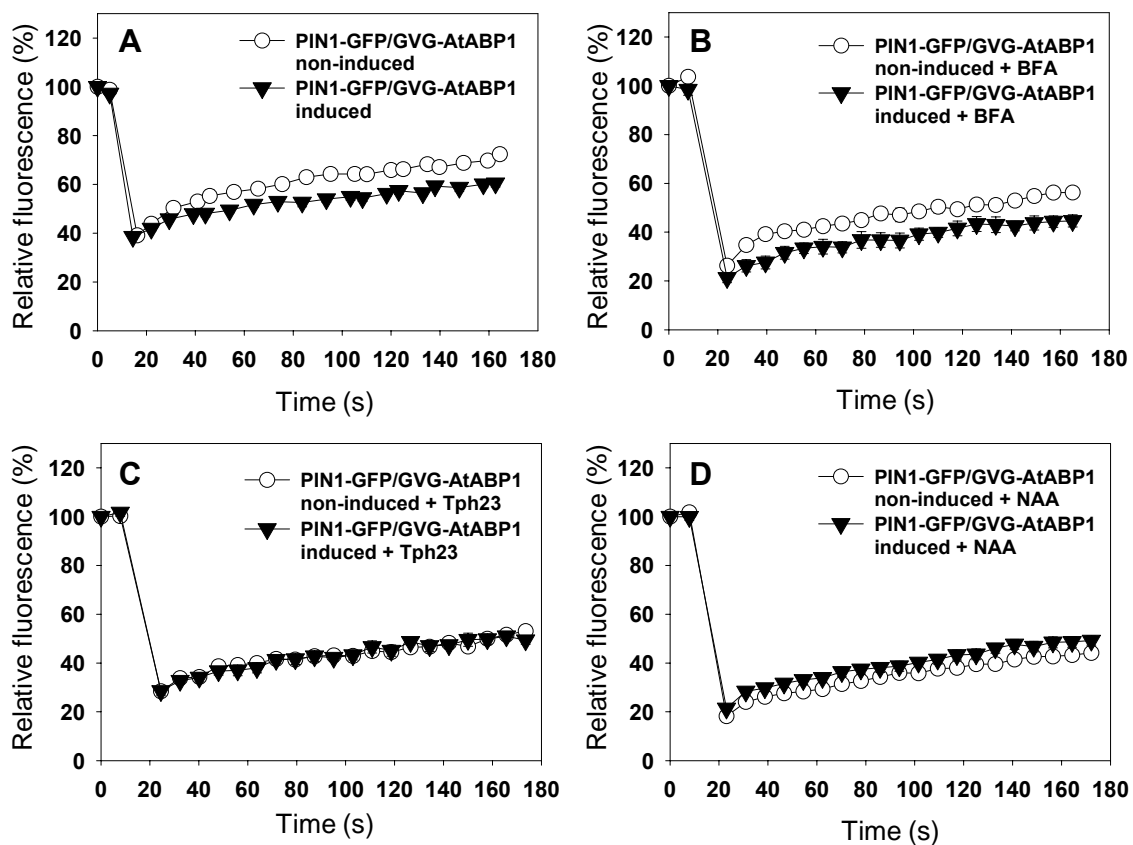 A
PIN1-GFP/GVG-AtABP1
non-induced
PIN1-GFP/GVG-AtABP1
induced
Relative fluorescence (%)
120
100
80
60
40
20
0
0 20 40 60 80 100 120 140 160 180
Time (s)
B
PIN1-GFP/GVG-AtABP1
non-induced + BFA
PIN1-GFP/GVG-AtABP1
induced + BFA
Relative fluorescence (%)
120
100
80
60
40
20
0
0 20 40 60 80 100 120 140 160 180
Time (s)
C
PIN1-GFP/GVG-AtABP1
non-induced + Tph23
PIN1-GFP/GVG-AtABP1
induced + Tph23
Relative fluorescence (%)
120
100
80
60
40
20
0
0 20 40 60 80 100 120 140 160 180
Time (s)
D
PIN1-GFP/GVG-AtABP1
non-induced + NAA
PIN1-GFP/GVG-AtABP1
induced + NAA
Relative fluorescence (%)
120
100
80
60
40
20
0
0 20 40 60 80 100 120 140 160 180
Time (s)